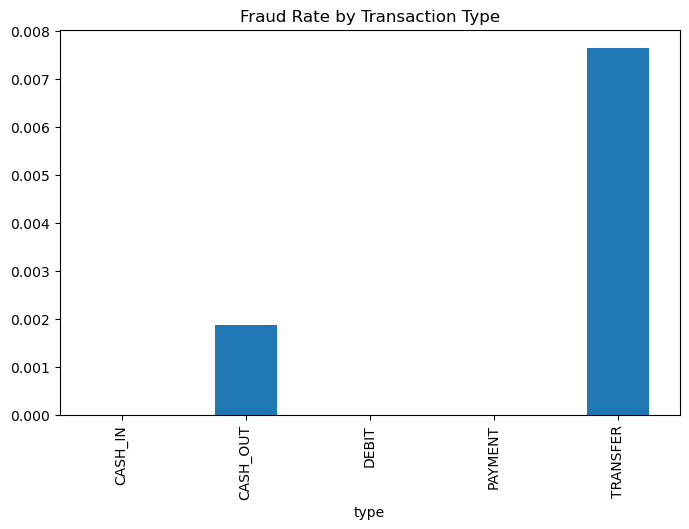 Fraud Rate by Transaction Type
0.008
0.007
0.006
0.005
0.004
0.003
0.002
0.001
0.000
CASH_IN
CASH_OUT
DEBIT
PAYMENT
TRANSFER
type